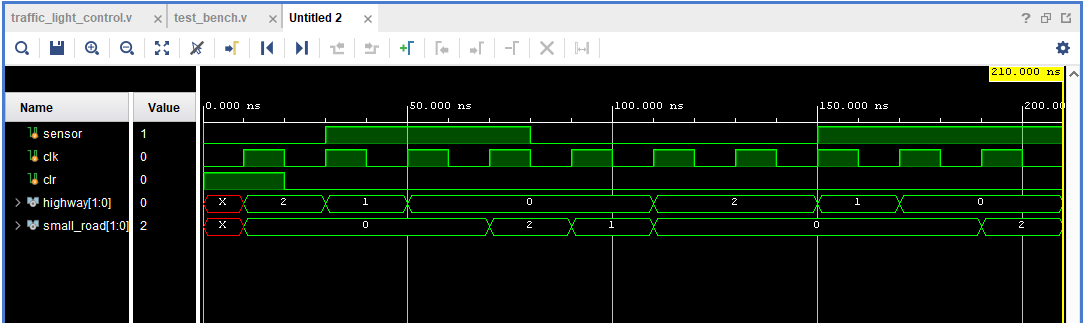 traffic_light_control.v × test_bench.v × Untitled 2 ×
210.000 ns
Name Value 0.000 ns 50.000 ns 100.000 ns 150.000 ns 200.00
sensor 1
clk 0
clr 0
highway[1:0] 0 X 2 1 0 2 1 0
small_road[1:0] 2 X 0 2 1 0 2